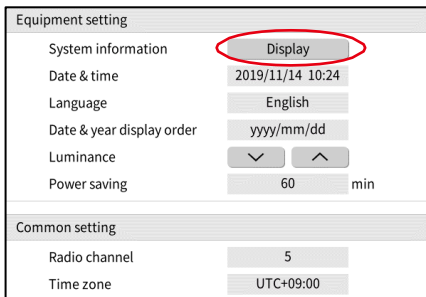 Equipment setting
System information Display
Date & time 2019/11/14 10:24
Language English
Date & year display order yyyy/mm/dd
Luminance
Power saving 60 min
Common setting
Radio channel 5
Time zone UTC+09:00